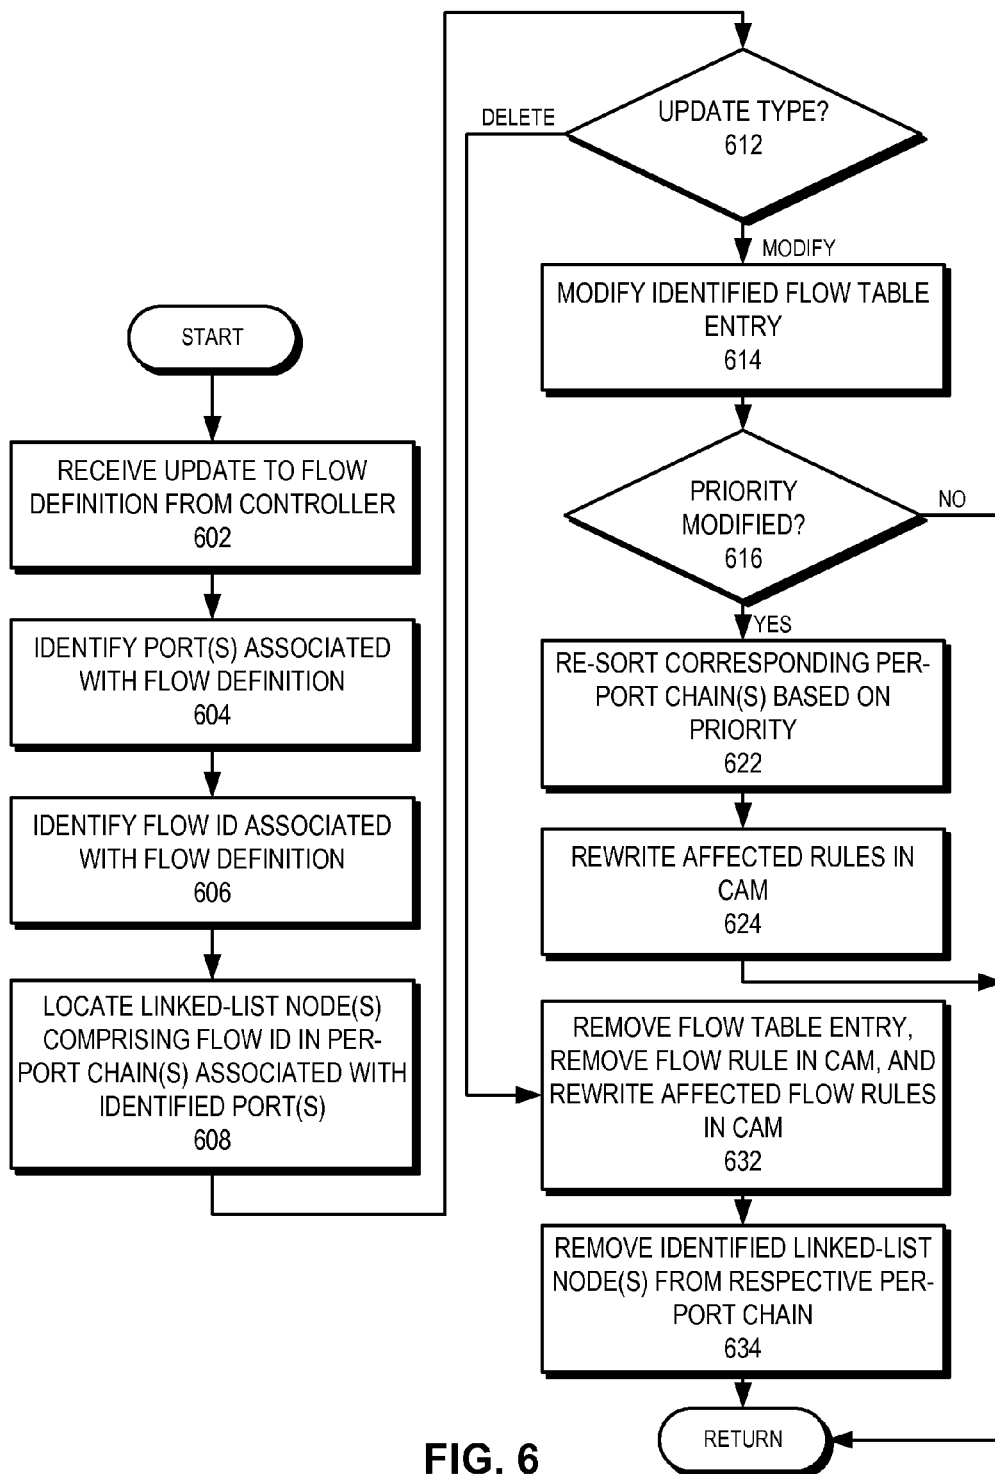 START
RECEIVE UPDATE TO FLOW
DEFINITION FROM CONTROLLER
602
IDENTIFY PORT(S) ASSOCIATED
WITH FLOW DEFINITION
604
IDENTIFY FLOW ID ASSOCIATED
WITH FLOW DEFINITION
606
LOCATE LINKED-LIST NODE(S)
COMPRISING FLOW ID IN PER-
PORT CHAIN(S) ASSOCIATED WITH
IDENTIFIED PORT(S)
608
UPDATE TYPE?
612
DELETE
MODIFY
MODIFY IDENTIFIED FLOW TABLE
ENTRY
614
PRIORITY
MODIFIED?
616
NO
YES
RE-SORT CORRESPONDING PER-
PORT CHAIN(S) BASED ON
PRIORITY
622
REWRITE AFFECTED RULES IN
CAM
624
REMOVE FLOW TABLE ENTRY,
REMOVE FLOW RULE IN CAM, AND
REWRITE AFFECTED FLOW RULES
IN CAM
632
REMOVE IDENTIFIED LINKED-LIST
NODE(S) FROM RESPECTIVE PER-
PORT CHAIN
634
RETURN
FIG. 6